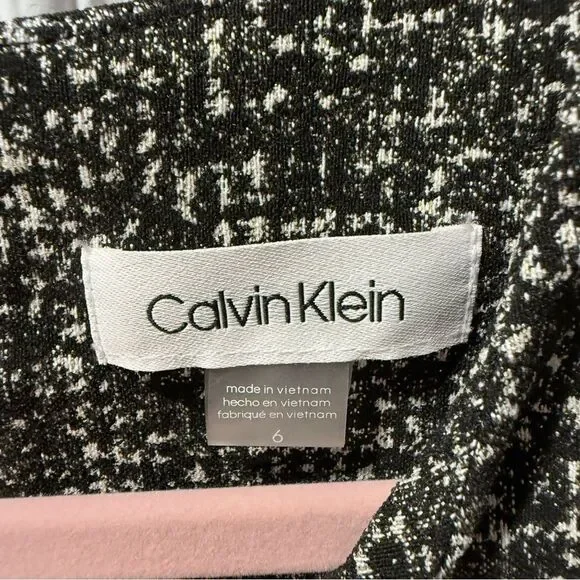 Calvin Klein
made in vietnam
hecho en vietnam
fabriqué en vietnam
6